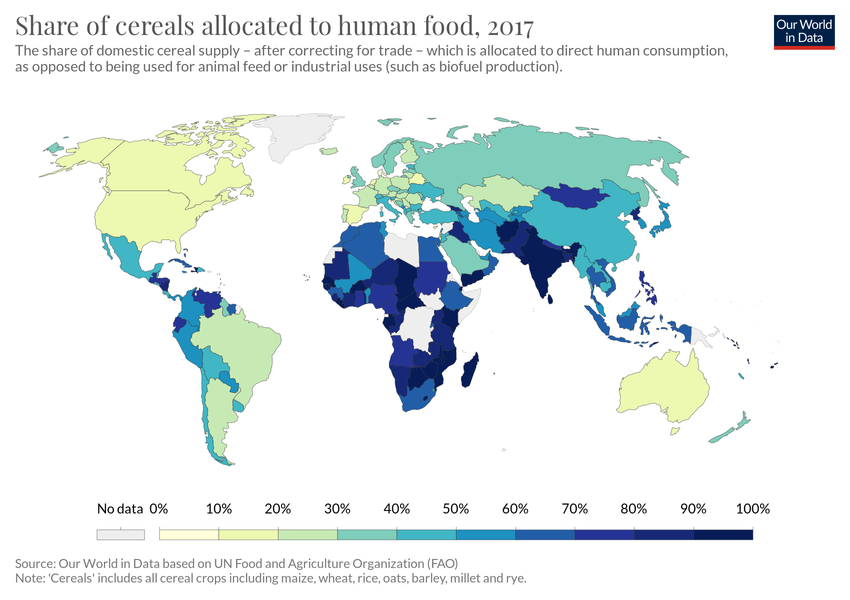 Share of cereals allocated to human food, 2017
Our World
in Data
The share of domestic cereal supply – after correcting for trade – which is allocated to direct human consumption,
as opposed to being used for animal feed or industrial uses (such as biofuel production).
No data 0% 10% 20% 30% 40% 50% 60% 70% 80% 90% 100%
Source: Our World in Data based on UN Food and Agriculture Organization (FAO)
Note: 'Cereals' includes all cereal crops including maize, wheat, rice, oats, barley, millet and rye.